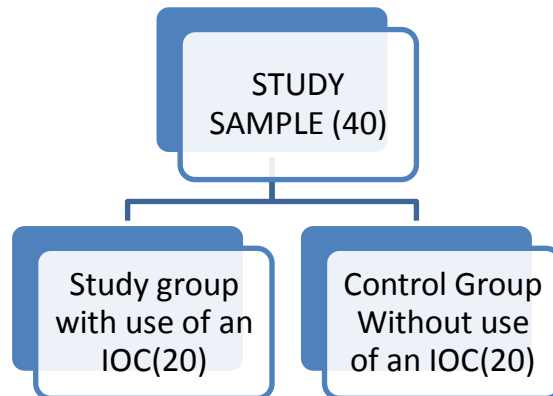 STUDY
SAMPLE (40)
Study group
with use of an
IOC(20)
Control Group
Without use
of an IOC(20)